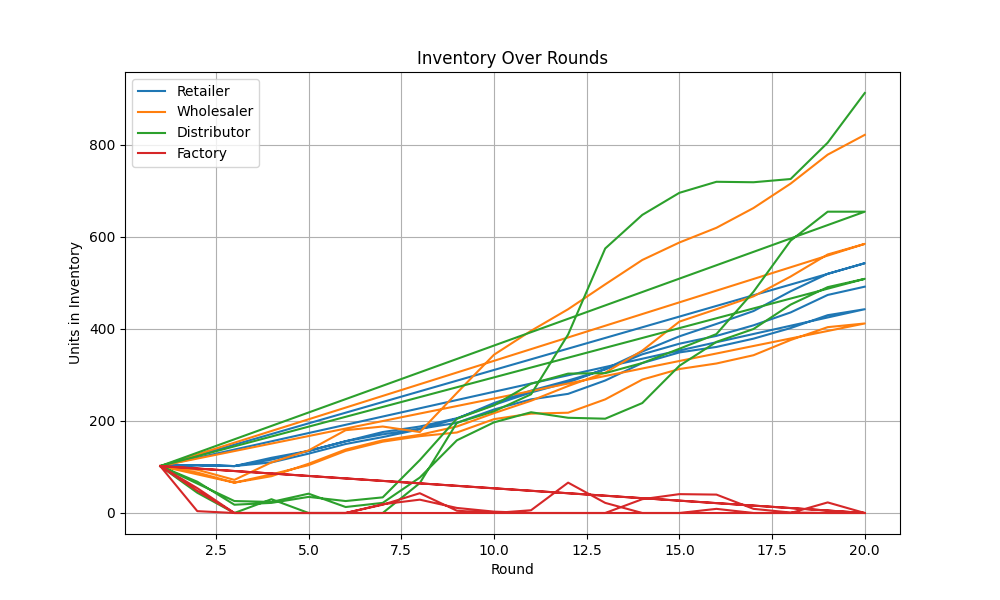 Inventory Over Rounds
Retailer
Wholesaler
Distributor
Factory
Units in Inventory
800
600
400
200
0
2.5 5.0 7.5 10.0 12.5 15.0 17.5 20.0
Round